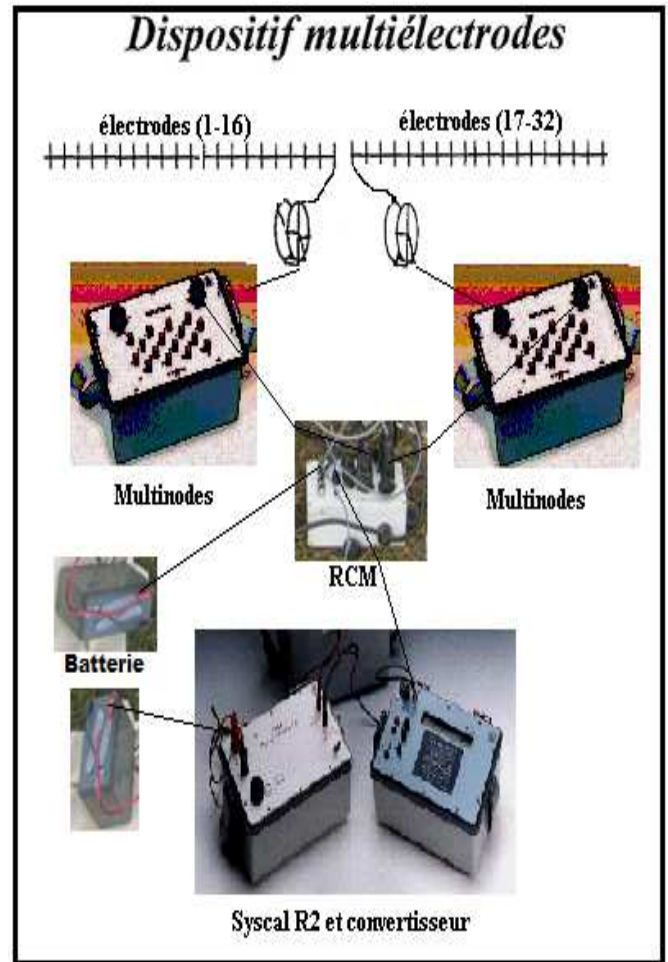 Dispositif multiélectrodes
électrodes (1-16)
électrodes (17-32)
Multinodes
Multinodes
RCM
Batterie
Syscal R2 et convertisseur